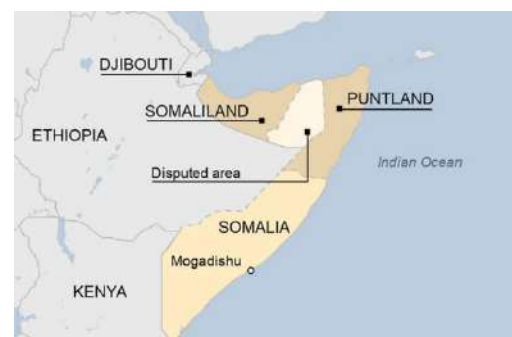 DJIBOUTI
SOMALILAND
PUNTLAND
ETHIOPIA
Indian Ocean
Disputed area
SOMALIA
Mogadishu
KENYA